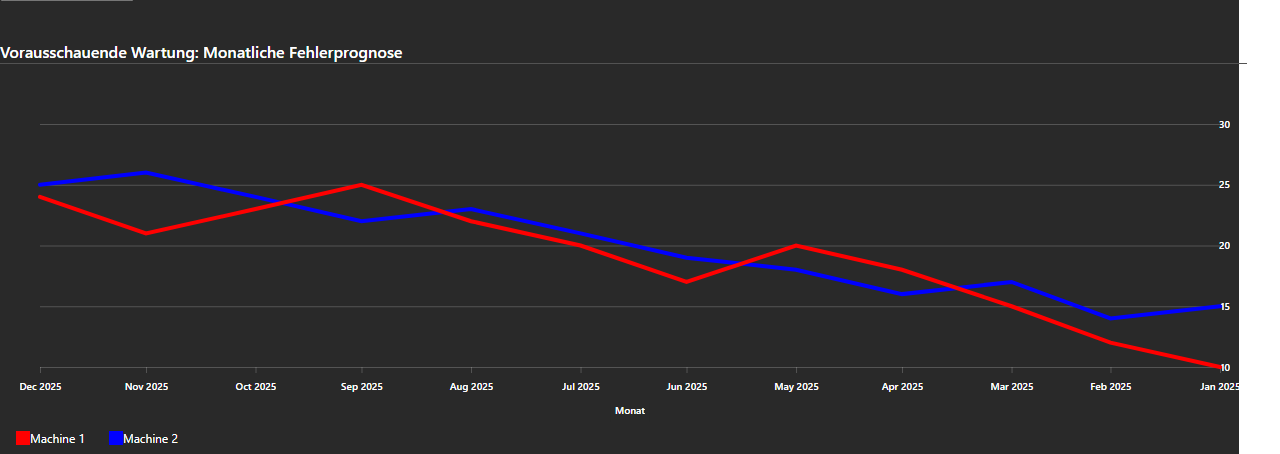 Vorausschauende Wartung: Monatliche Fehlerprognose
30
25
20
15
10
Dec 2025 Nov 2025 Oct 2025 Sep 2025 Aug 2025 Jul 2025 Jun 2025 May 2025 Apr 2025 Mar 2025 Feb 2025 Jan 2025
Monat
Machine 1 Machine 2